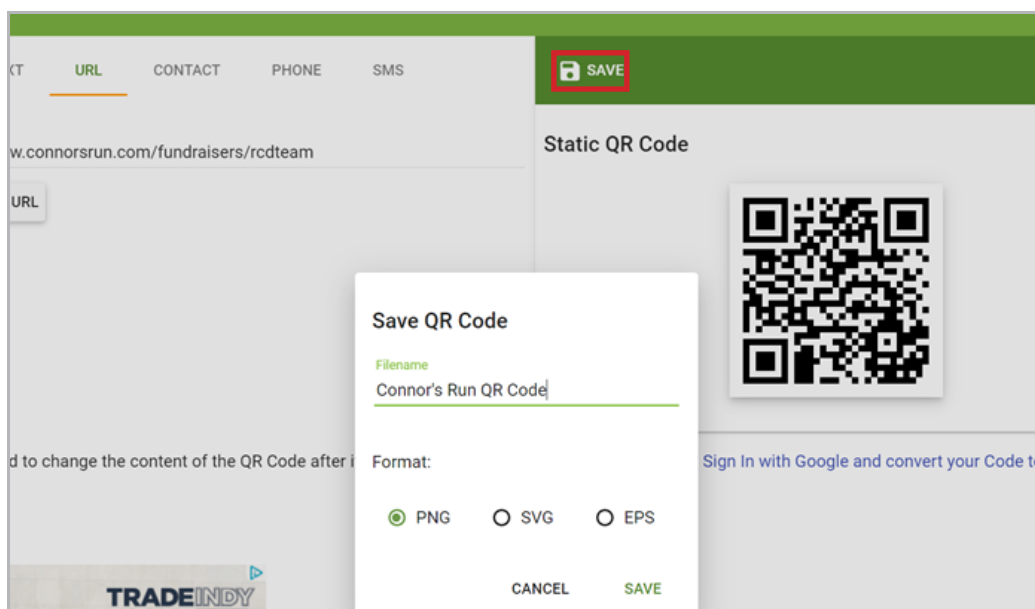 XT URL CONTACT PHONE SMS
SAVE
w.connorsrun.com/fundraisers/rcdteam
URL
Static QR Code
Save QR Code
Filename
Connor's Run QR Code
Format:
PNG SVG EPS
CANCEL SAVE
d to change the content of the QR Code after i
Sign In with Google and convert your Code t
TRADEINDY